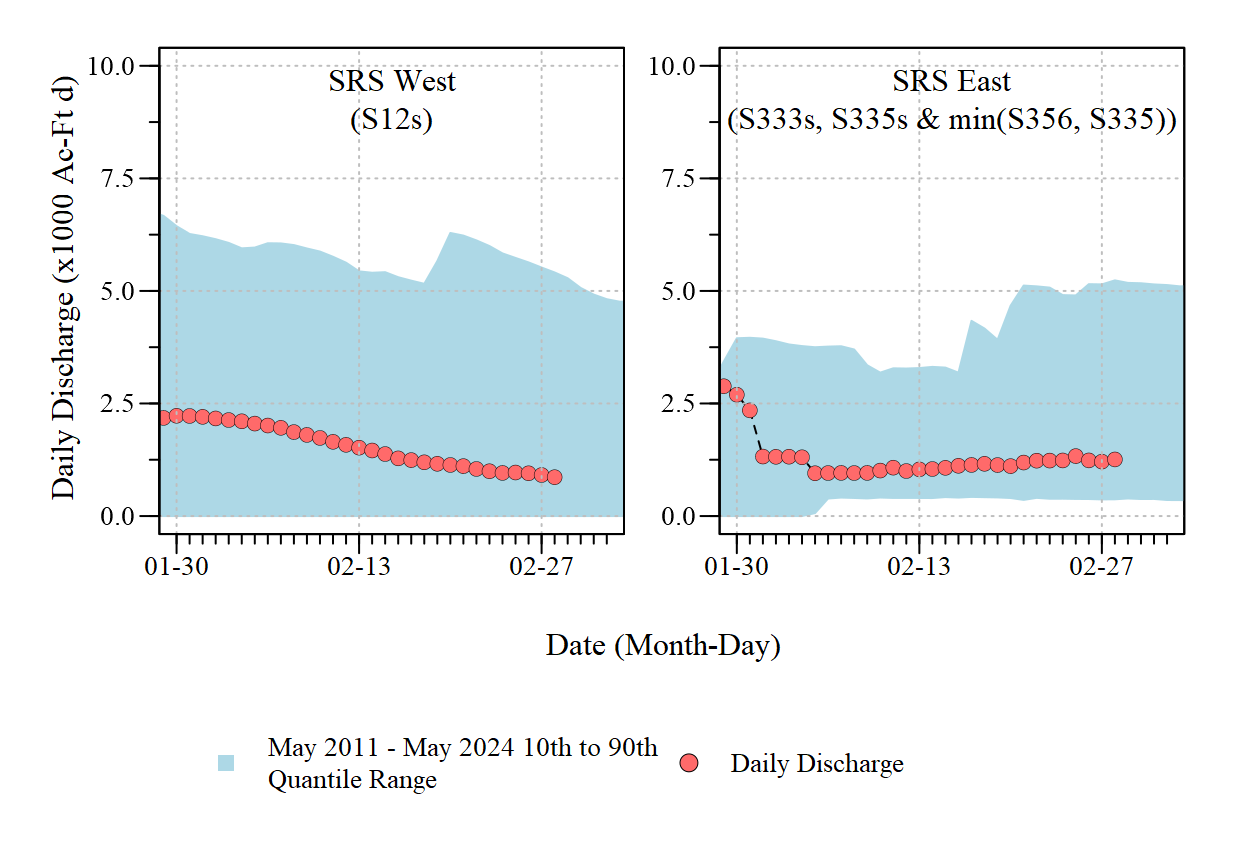 Daily Discharge (x1000 Ac-Ft d)
10.0
7.5
5.0
2.5
0.0
SRS West
(S12s)
01-30
02-13
02-27
10.0
7.5
5.0
2.5
0.0
SRS East
(S333s, S335s & min(S356, S335))
01-30
02-13
02-27
Date (Month-Day)
May 2011 - May 2024 10th to 90th
Quantile Range
Daily Discharge